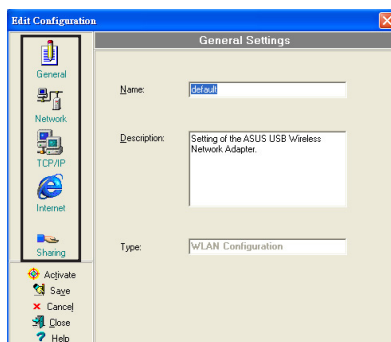 Edit Configuration
General Settings
General
Network
TCP/IP
Internet
Sharing
Activate
Save
Cancel
Close
Help
Name:
default
Description:
Setting of the ASUS USB Wireless
Network Adapter.
Type:
WLAN Configuration